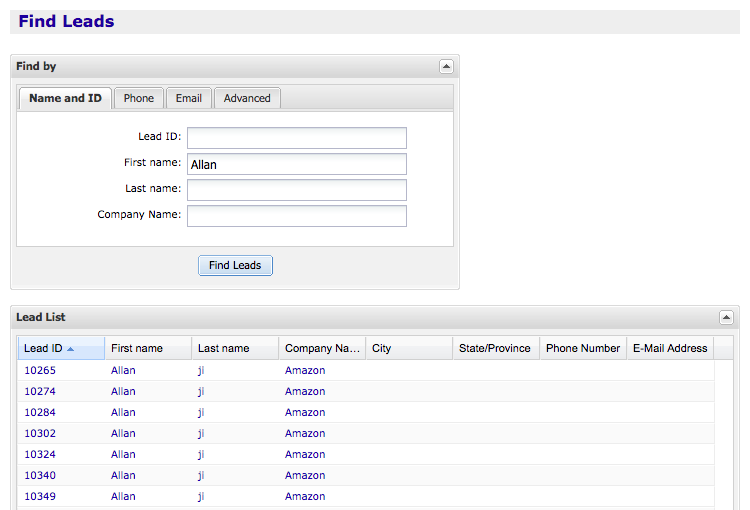 Find Leads
Find by
Name and ID Phone Email Advanced
Lead ID:
First name: Allan
Last name:
Company Name:
Find Leads
Lead List
Lead ID First name Last name Company Na... City State/Province Phone Number E-Mail Address
10265 Allan ji Amazon
10274 Allan ji Amazon
10284 Allan ji Amazon
10302 Allan ji Amazon
10324 Allan ji Amazon
10340 Allan ji Amazon
10349 Allan ji Amazon